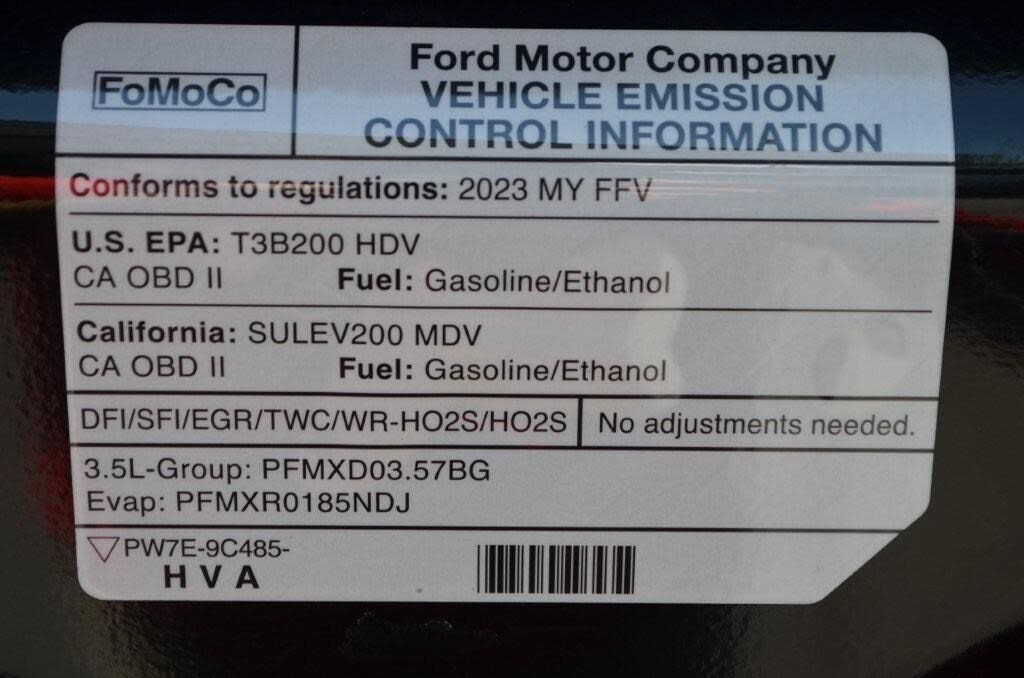 FoMoCo
Ford Motor Company
VEHICLE EMISSION
CONTROL INFORMATION
Conforms to regulations: 2023 MY FFV
U.S. EPA: T3B200 HDV
CA OBD II Fuel: Gasoline/Ethanol
California: SULEV200 MDV
CA OBD II Fuel: Gasoline/Ethanol
DFI/SFI/EGR/TWC/WR-HO2S/HO2S No adjustments needed.
3.5L-Group: PFMXD03.57BG
Evap: PFMXR0185NDJ
PW7E-9C485-
H V A